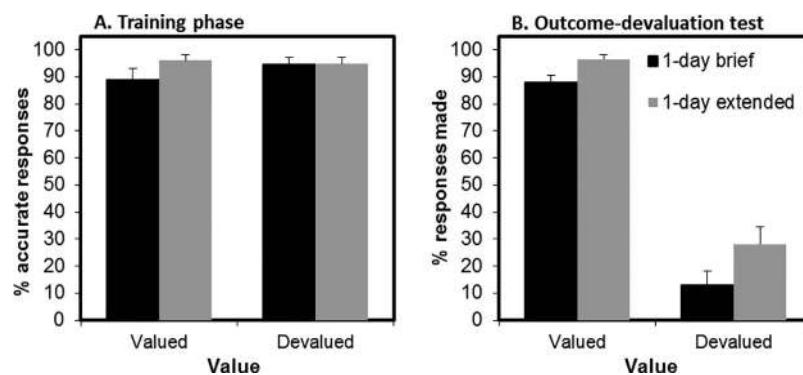 A. Training phase
% accurate responses
100
90
80
70
60
50
40
30
20
10
0
Valued
Devalued
Value
B. Outcome-devaluation test
% responses made
100
90
80
70
60
50
40
30
20
10
0
1-day brief
1-day extended
Valued
Devalued
Value